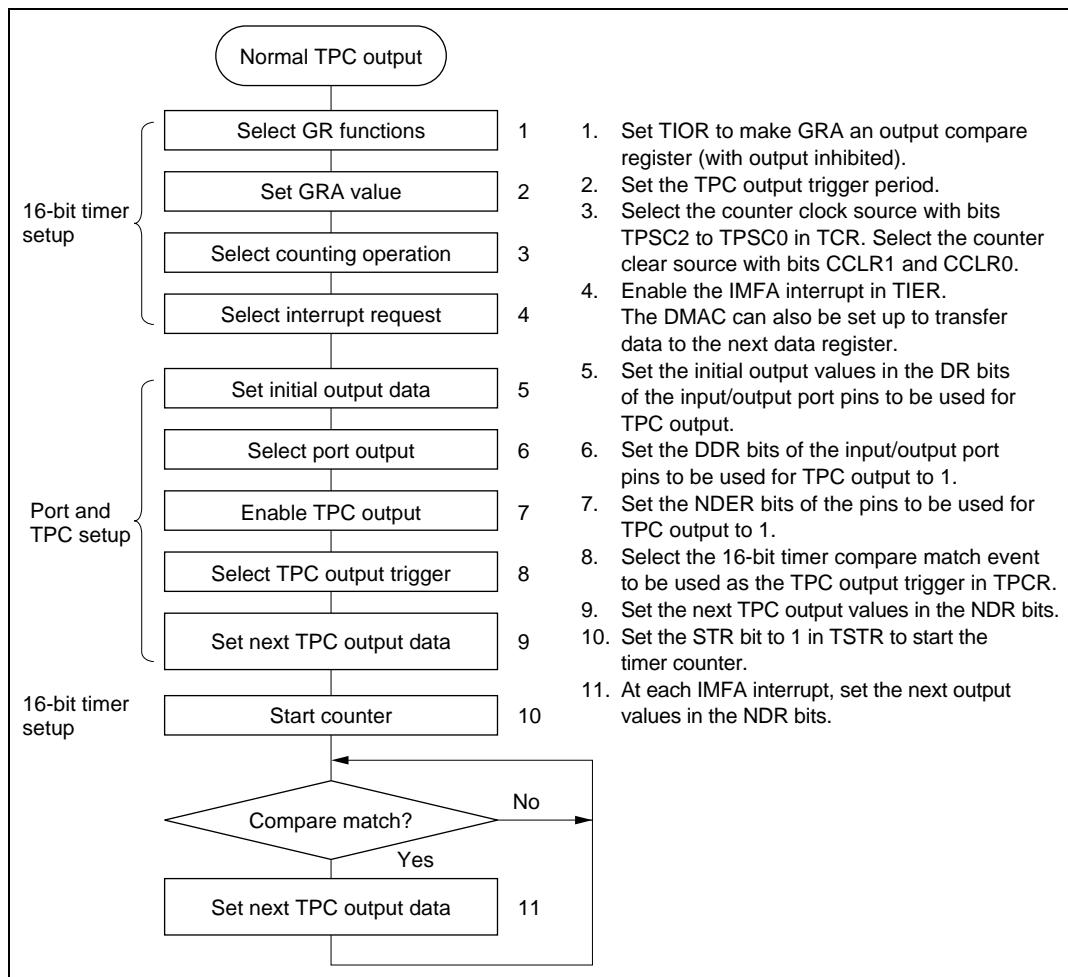 Normal TPC output
Select GR functions 1
Set GRA value 2
16-bit timer
setup
Select counting operation 3
Select interrupt request 4
Set initial output data 5
Select port output 6
Port and
TPC setup
Enable TPC output 7
Select TPC output trigger 8
Set next TPC output data 9
16-bit timer
setup
Start counter 10
Compare match?
No
Yes
Set next TPC output data 11
1. Set TIOR to make GRA an output compare
register (with output inhibited).
2. Set the TPC output trigger period.
3. Select the counter clock source with bits
TPSC2 to TPSC0 in TCR. Select the counter
clear source with bits CCLR1 and CCLR0.
4. Enable the IMFA interrupt in TIER.
The DMAC can also be set up to transfer
data to the next data register.
5. Set the initial output values in the DR bits
of the input/output port pins to be used for
TPC output.
6. Set the DDR bits of the input/output port
pins to be used for TPC output to 1.
7. Set the NDER bits of the pins to be used for
TPC output to 1.
8. Select the 16-bit timer compare match event
to be used as the TPC output trigger in TPCR.
9. Set the next TPC output values in the NDR bits.
10. Set the STR bit to 1 in TSTR to start the
timer counter.
11. At each IMFA interrupt, set the next output
values in the NDR bits.